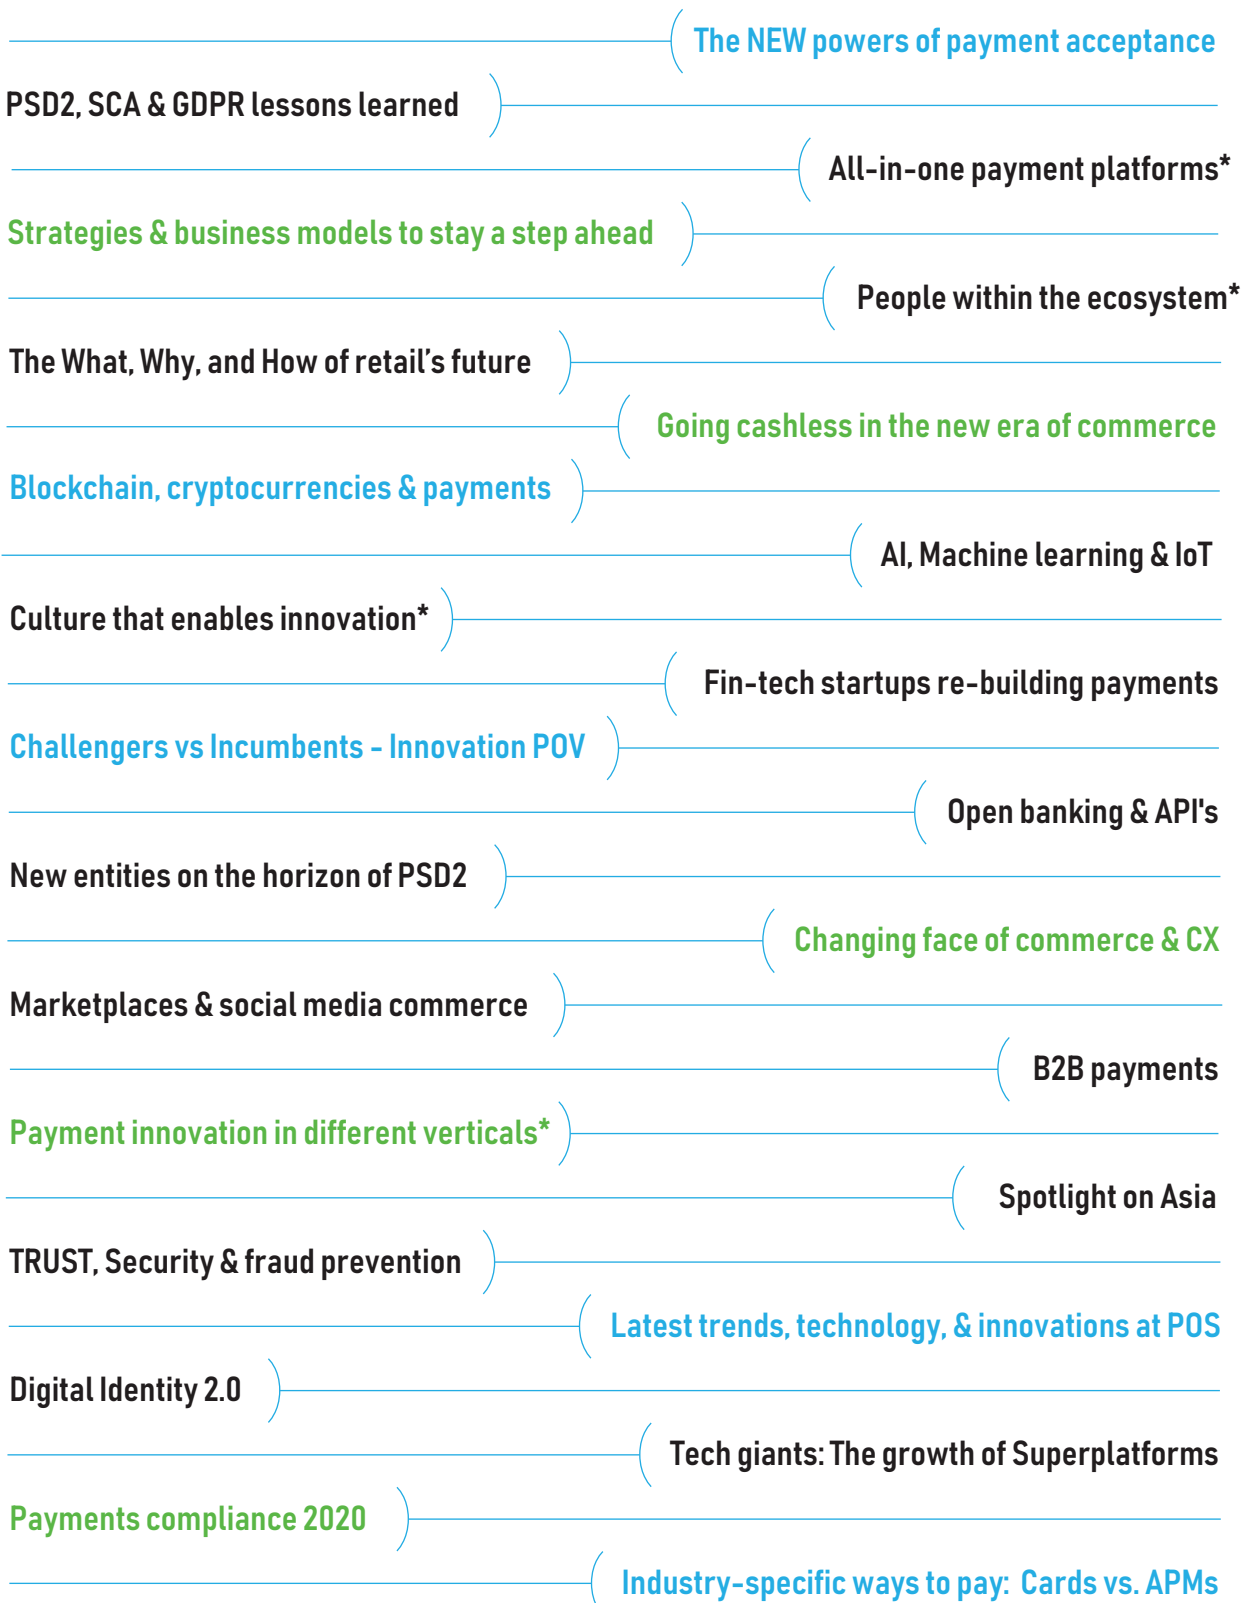 The NEW powers of payment acceptance
PSD2, SCA & GDPR lessons learned
All-in-one payment platforms*
Strategies & business models to stay a step ahead
People within the ecosystem*
The What, Why, and How of retail’s future
Going cashless in the new era of commerce
Blockchain, cryptocurrencies & payments
AI, Machine learning & IoT
Culture that enables innovation*
Fin-tech startups re-building payments
Challengers vs Incumbents - Innovation POV
Open banking & API's
New entities on the horizon of PSD2
Changing face of commerce & CX
Marketplaces & social media commerce
B2B payments
Payment innovation in different verticals*
Spotlight on Asia
TRUST, Security & fraud prevention
Latest trends, technology, & innovations at POS
Digital Identity 2.0
Tech giants: The growth of Superplatforms
Payments compliance 2020
Industry-specific ways to pay: Cards vs. APMs